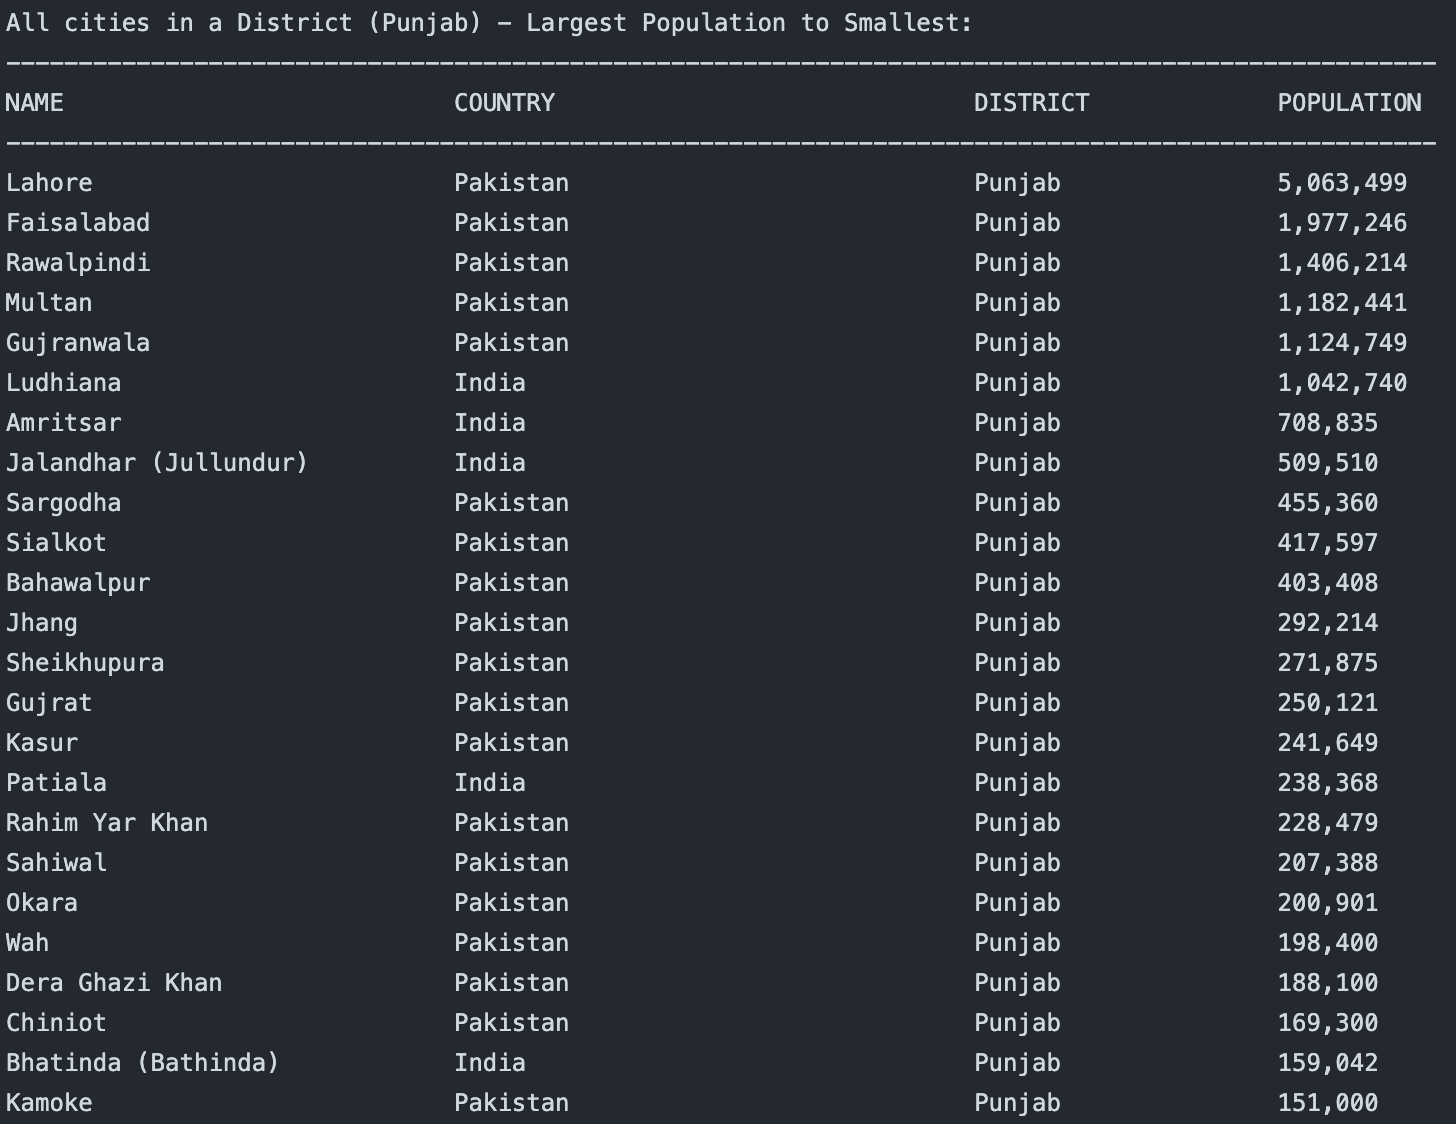 All cities in a District (Punjab) - Largest Population to Smallest:
---------------------------------------------------------------------------------------------------
NAME COUNTRY DISTRICT POPULATION
---------------------------------------------------------------------------------------------------
Lahore Pakistan Punjab 5,063,499
Faisalabad Pakistan Punjab 1,977,246
Rawalpindi Pakistan Punjab 1,406,214
Multan Pakistan Punjab 1,182,441
Gujranwala Pakistan Punjab 1,124,749
Ludhiana India Punjab 1,042,740
Amritsar India Punjab 708,835
Jalandhar (Jullundur) India Punjab 509,510
Sargodha Pakistan Punjab 455,360
Sialkot Pakistan Punjab 417,597
Bahawalpur Pakistan Punjab 403,408
Jhang Pakistan Punjab 292,214
Sheikhupura Pakistan Punjab 271,875
Gujrat Pakistan Punjab 250,121
Kasur Pakistan Punjab 241,649
Patiala India Punjab 238,368
Rahim Yar Khan Pakistan Punjab 228,479
Sahiwal Pakistan Punjab 207,388
Okara Pakistan Punjab 200,901
Wah Pakistan Punjab 198,400
Dera Ghazi Khan Pakistan Punjab 188,100
Chiniot Pakistan Punjab 169,300
Bhatinda (Bathinda) India Punjab 159,042
Kamoke Pakistan Punjab 151,000